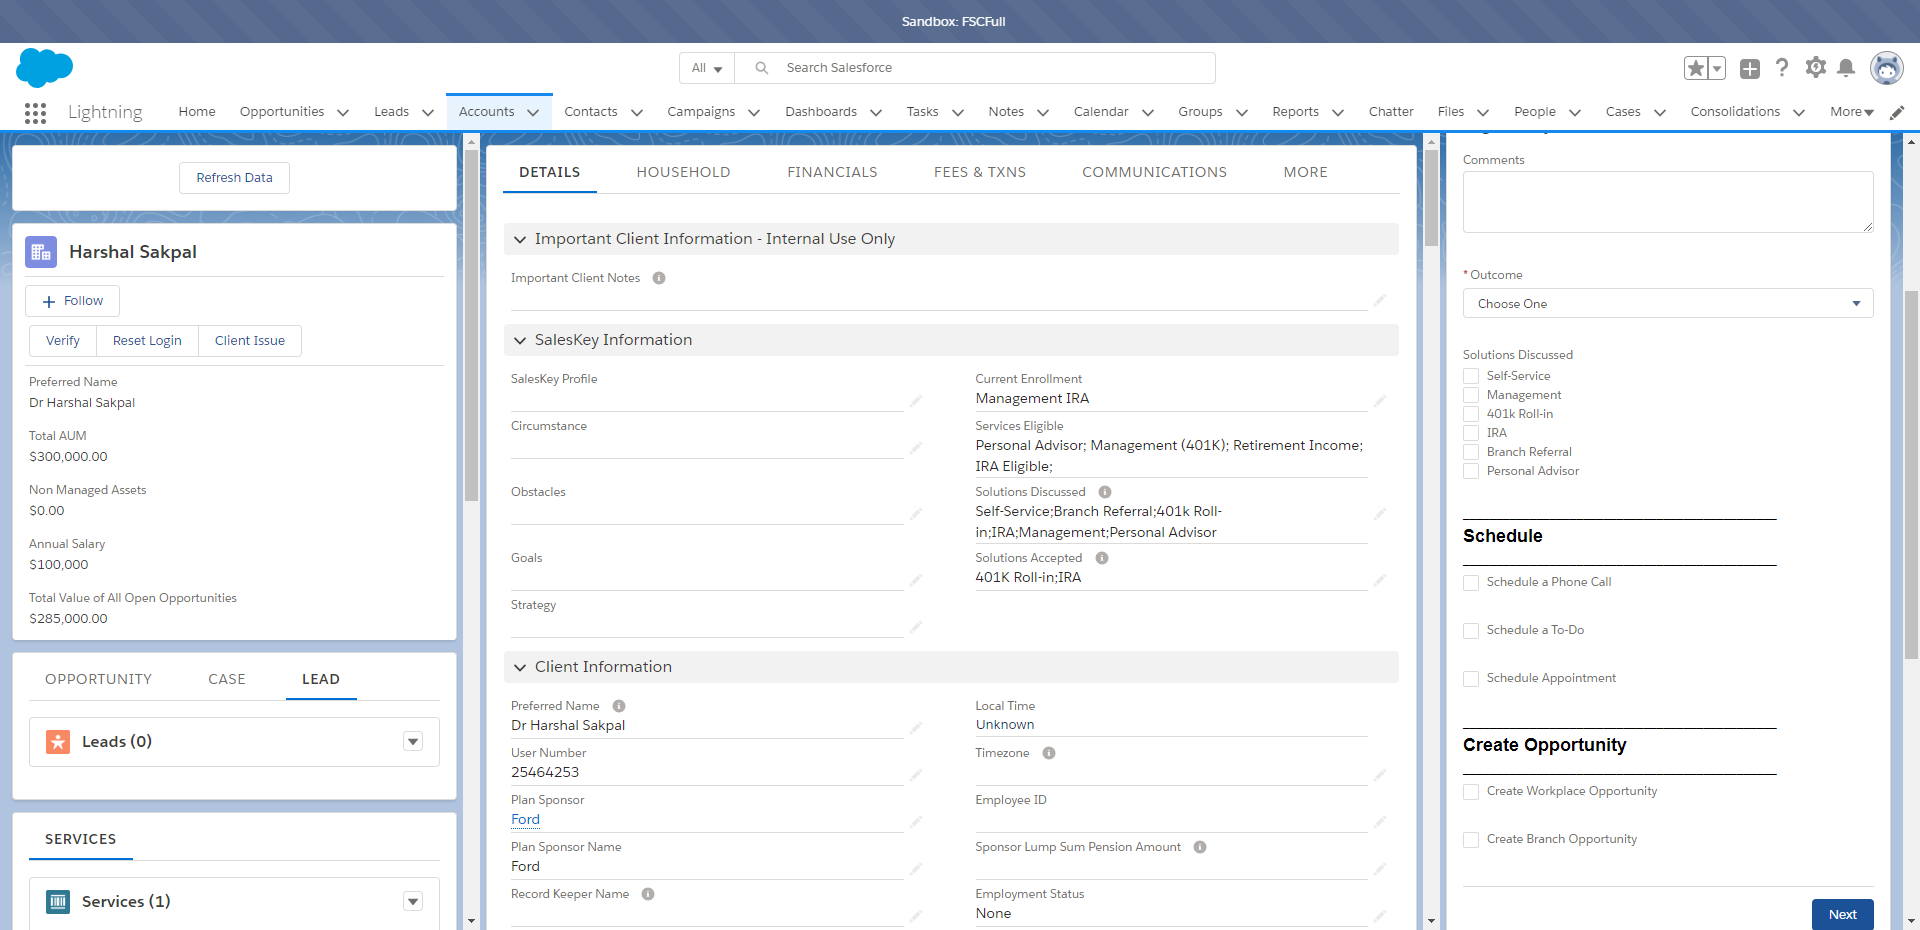 Sandbox: FSCFull
All
Search Salesforce
Lightning
Home
Opportunities
Leads
Accounts
Contacts
Campaigns
Dashboards
Tasks
Notes
Calendar
Groups
Reports
Chatter
Files
People
Cases
Consolidations
More
Refresh Data
Harshal Sakpal
Follow
Verify
Reset Login
Client Issue
Preferred Name
Dr Harshal Sakpal
Total AUM
$300,000.00
Non Managed Assets
$0.00
Annual Salary
$100,000
Total Value of All Open Opportunities
$285,000.00
OPPORTUNITY
CASE
LEAD
Leads (0)
SERVICES
Services (1)
DETAILS
HOUSEHOLD
FINANCIALS
FEES & TXNS
COMMUNICATIONS
MORE
Important Client Information - Internal Use Only
Important Client Notes
SalesKey Information
SalesKey Profile
Circumstance
Obstacles
Goals
Strategy
Current Enrollment
Management IRA
Services Eligible
Personal Advisor; Management (401K); Retirement Income;
IRA Eligible;
Solutions Discussed
Self-Service;Branch Referral;401k Roll-
in;IRA;Management;Personal Advisor
Solutions Accepted
401K Roll-in;IRA
Client Information
Preferred Name
Dr Harshal Sakpal
User Number
25464253
Plan Sponsor
Ford
Plan Sponsor Name
Ford
Record Keeper Name
Local Time
Unknown
Timezone
Employee ID
Sponsor Lump Sum Pension Amount
Employment Status
None
Comments
* Outcome
Choose One
Solutions Discussed
Self-Service
Management
401k Roll-in
IRA
Branch Referral
Personal Advisor
Schedule
Schedule a Phone Call
Schedule a To-Do
Schedule Appointment
Create Opportunity
Create Workplace Opportunity
Create Branch Opportunity
Next